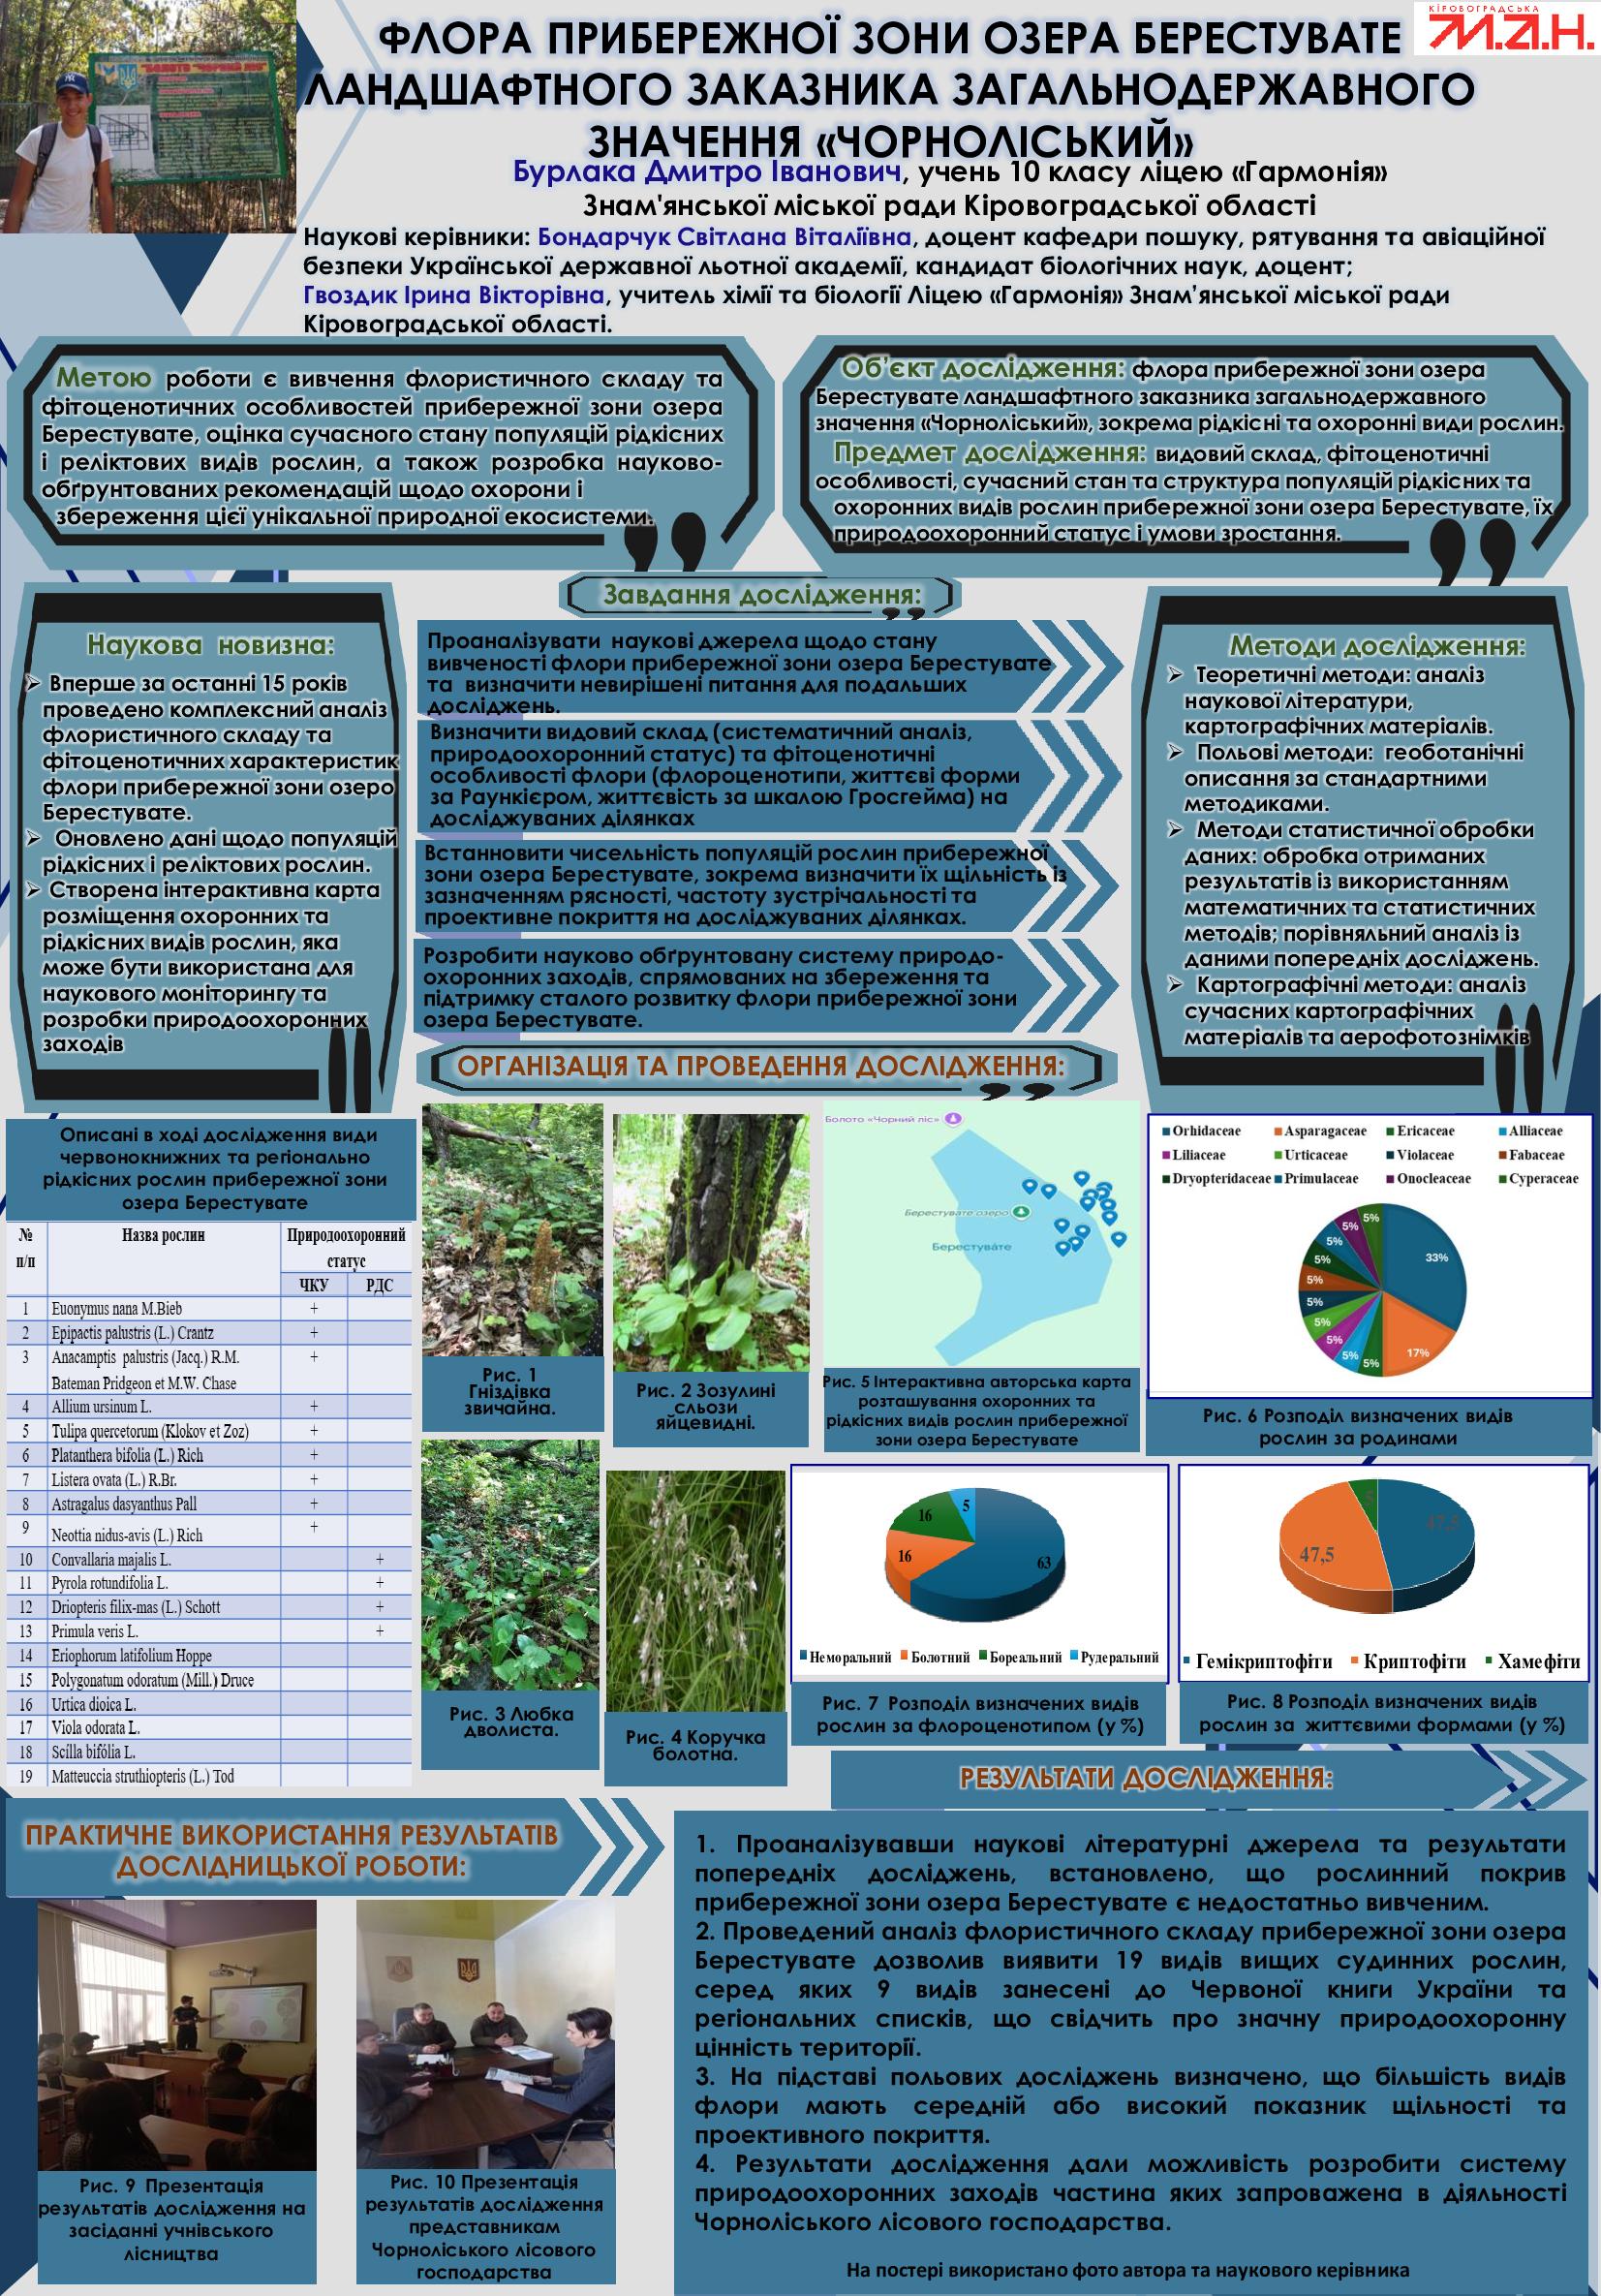 КІРОВОГРАДСЬКА
М.А.Н.
ФЛОРА ПРИБЕРЕЖНОЇ ЗОНИ ОЗЕРА БЕРЕСТУВАТЕ
ЛАНДШАФТНОГО ЗАКАЗНИКА ЗАГАЛЬНОДЕРЖАВНОГО
ЗНАЧЕННЯ «ЧОРНОЛІСЬКИЙ»
Бурлака Дмитро Іванович, учень 10 класу ліцею «Гармонія»
Знам'янської міської ради Кіровоградської області
Наукові керівники: Бондарчук Світлана Віталіївна, доцент кафедри пошуку, рятування та авіаційної
безпеки Української державної льотної академії, кандидат біологічних наук, доцент;
Гвоздик Ірина Вікторівна, учитель хімії та біології Ліцею «Гармонія» Знам’янської міської ради
Кіровоградської області.
Метою роботи є вивчення флористичного складу та
фітоценотичних особливостей прибережної зони озера
Берестувате, оцінка сучасного стану популяцій рідкісних
і реліктових видів рослин, а також розробка науково-
обґрунтованих рекомендацій щодо охорони і
збереження цієї унікальної природної екосистеми.
Об’єкт дослідження: флора прибережної зони озера
Берестувате ландшафтного заказника загальнодержавного
значення «Чорноліський», зокрема рідкісні та охоронні види рослин.
Предмет дослідження: видовий склад, фітоценотичні
особливості, сучасний стан та структура популяцій рідкісних та
охоронних видів рослин прибережної зони озера Берестувате, їх
природоохоронний статус і умови зростання.
Наукова новизна:
➢ Вперше за останні 15 років
проведено комплексний аналіз
флористичного складу та
фітоценотичних характеристик
флори прибережної зони озеро
Берестувате.
➢ Оновлено дані щодо популяцій
рідкісних і реліктових рослин.
➢ Створена інтерактивна карта
розміщення охоронних та
рідкісних видів рослин, яка
може бути використана для
наукового моніторингу та
розробки природоохоронних
заходів
Завдання дослідження:
Проаналізувати наукові джерела щодо стану
вивченості флори прибережної зони озера Берестувате
та визначити невирішені питання для подальших
досліджень.
Визначити видовий склад (систематичний аналіз,
природоохоронний статус) та фітоценотичні
особливості флори (флороценотипи, життєві форми
за Раункієром, життєвість за шкалою Гросгейма) на
досліджуваних ділянках
Встанновити чисельність популяцій рослин прибережної
зони озера Берестувате, зокрема визначити їх щільність із
зазначенням рясності, частоту зустрічальності та
проективне покриття на досліджуваних ділянках.
Розробити науково обґрунтовану систему природо-
охоронних заходів, спрямованих на збереження та
підтримку сталого розвитку флори прибережної зони
озера Берестувате.
Методи дослідження:
➢ Теоретичні методи: аналіз
наукової літератури,
картографічних матеріалів.
➢ Польові методи: геоботанічні
описання за стандартними
методиками.
➢ Методи статистичної обробки
даних: обробка отриманих
результатів із використанням
математичних та статистичних
методів; порівняльний аналіз із
даними попередніх досліджень.
➢ Картографічні методи: аналіз
сучасних картографічних
матеріалів та аерофотознімків
ОРГАНІЗАЦІЯ ТА ПРОВЕДЕННЯ ДОСЛІДЖЕННЯ:
Описані в ході дослідження види
червонокнижних та регіонально
рідкісних рослин прибережної зони
озера Берестувате
№ п/п Назва рослин Природоохоронний статус
ЧКУ РДС
1 Euonymus nana M.Bieb +
2 Epipactis palustris (L.) Crantz +
3 Anacamptis palustris (Jacq.) R.M. +
Bateman Pridgeon et M.W. Chase
4 Allium ursinum L. +
5 Tulipa quercetorum (Klokov et Zoz) +
6 Platanthera bifolia (L.) Rich +
7 Listera ovata (L.) R.Br. +
8 Astragalus dasyanthus Pall +
9 Neottia nidus-avis (L.) Rich +
10 Convallaria majalis L. +
11 Pyrola rotundifolia L. +
12 Driopteris filix-mas (L.) Schott +
13 Primula veris L. +
14 Eriophorum latifolium Hoppe
15 Polygonatum odoratum (Mill.) Druce
16 Urtica dioica L.
17 Viola odorata L.
18 Scílla bifólia L.
19 Matteuccia struthiopteris (L.) Tod
Рис. 1
Гніздівка
звичайна.
Рис. 2 Зозулині
сльози
яйцевидні.
Болото «Чорний ліс»
Берестувате озеро
Берестува́те
Рис. 5 Інтерактивна авторська карта
розташування охоронних та
рідкісних видів рослин прибережної
зони озера Берестувате
Orhidaceae Asparagaceae Ericaceae Alliaceae
Liliaceae Urticaceae Violaceae Fabaceae
Dryopteridaceae Primulaceae Onocleaceae Cyperaceae
33%
17%
5%
5%
5%
5%
5%
5%
5%
5%
5%
5%
Рис. 6 Розподіл визначених видів
рослин за родинами
Рис. 3 Любка
дволиста.
Рис. 4 Коручка
болотна.
63
16
16
5
Неморальний Болотний Бореальний Рудеральний
Рис. 7 Розподіл визначених видів
рослин за флороценотипом (у %)
47,5
47,5
5
Гемікриптофіти Криптофіти Хамефіти
Рис. 8 Розподіл визначених видів
рослин за життєвими формами (у %)
РЕЗУЛЬТАТИ ДОСЛІДЖЕННЯ:
1. Проаналізувавши наукові літературні джерела та результати
попередніх досліджень, встановлено, що рослинний покрив
прибережної зони озера Берестувате є недостатньо вивченим.
2. Проведений аналіз флористичного складу прибережної зони озера
Берестувате дозволив виявити 19 видів вищих судинних рослин,
серед яких 9 видів занесені до Червоної книги України та
регіональних списків, що свідчить про значну природоохоронну
цінність території.
3. На підставі польових досліджень визначено, що більшість видів
флори мають середній або високий показник щільності та
проективного покриття.
4. Результати дослідження дали можливість розробити систему
природоохоронних заходів частина яких запроважена в діяльності
Чорноліського лісового господарства.
На постері використано фото автора та наукового керівника
ПРАКТИЧНЕ ВИКОРИСТАННЯ РЕЗУЛЬТАТІВ
ДОСЛІДНИЦЬКОЇ РОБОТИ:
Рис. 9 Презентація
результатів дослідження на
засіданні учнівського
лісництва
Рис. 10 Презентація
результатів дослідження
представникам
Чорноліського лісового
господарства